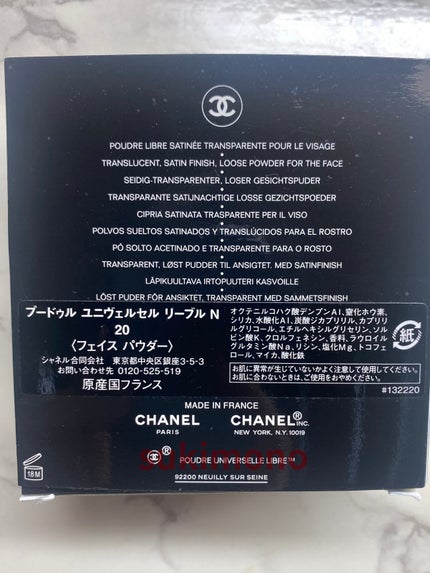 POUDRE LIBRE SATINÉE TRANSPARENTE POUR LE VISAGE
TRANSLUCENT, SATIN FINISH, LOOSE POWDER FOR THE FACE
SEIDIG-TRANSPARENTER, LOSER GESICHTSPUDER
TRANSPARANTE SATIJNACHTIGE LOSSE GEZICHTSPOEDER
CIPRIA SATINATA TRASPARENTE PER IL VISO
POLVOS SUELTOS SATINADOS Y TRANSLÚCIDOS PARA EL ROSTRO
PÓ SOLTO ACETINADO E TRANSPARENTE PARA O ROSTO
TRANSPARENT, LØST PUDDER TIL ANSIGTET. MED SATINFINISH
LÄPIKUULTAVA IRTOPUUTERI KASVOILLE
LÖST PUDER FÖR ANSIKTET, TRANSPARENT MED SAMMETSFINISH
プードゥル ユニヴェルセル リーブル N
20
〈フェイス パウダー〉
シャネル合同会社 東京都中央区銀座3-5-3
お問い合わせ先 0120-525-519
原産国フランス
オクテニルコハク酸デンプンAl、窒化ホウ素、
シリカ、水酸化Al、炭酸ジカプリリル、カプリリ
ルグリコール、エチルヘキシルグリセリン、ソル
ビン酸K、クロルフェネシン、香料、ラウロイル
グルタミン酸Na、リシン、塩化Mg、トコフェ
ロール、マイカ、酸化鉄
紙
お肌に異常が生じていないかよく注意して使用してください。
お肌に合わないときは、ご使用をおやめください。
#132220
MADE IN FRANCE
CHANEL
PARIS
CHANEL® INC.
NEW YORK, N.Y. 10019
sukimono
® POUDRE UNIVERSELLE LIBRE™
92200 NEUILLY SUR SEINE
18 M